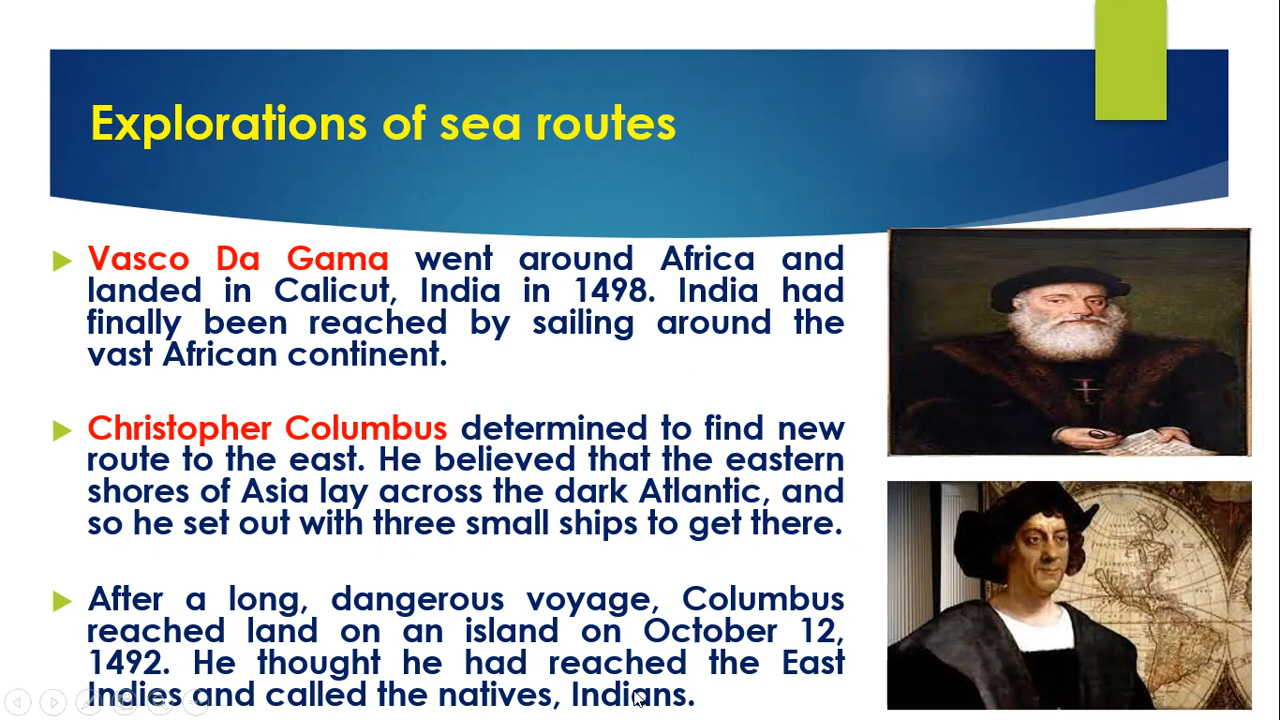 Explorations of sea routes
Vasco Da Gama went around Africa and
landed in Calicut, India in 1498. India had
finally been reached by sailing around the
vast African continent.
Christopher Columbus determined to find new
route to the east. He believed that the eastern
shores of Asia lay across the dark Atlantic, and
so he set out with three small ships to get there.
After a long, dangerous voyage, Columbus
reached land on an island on October 12,
1492. He thought he had reached the East
Indies and called the natives, Indians.